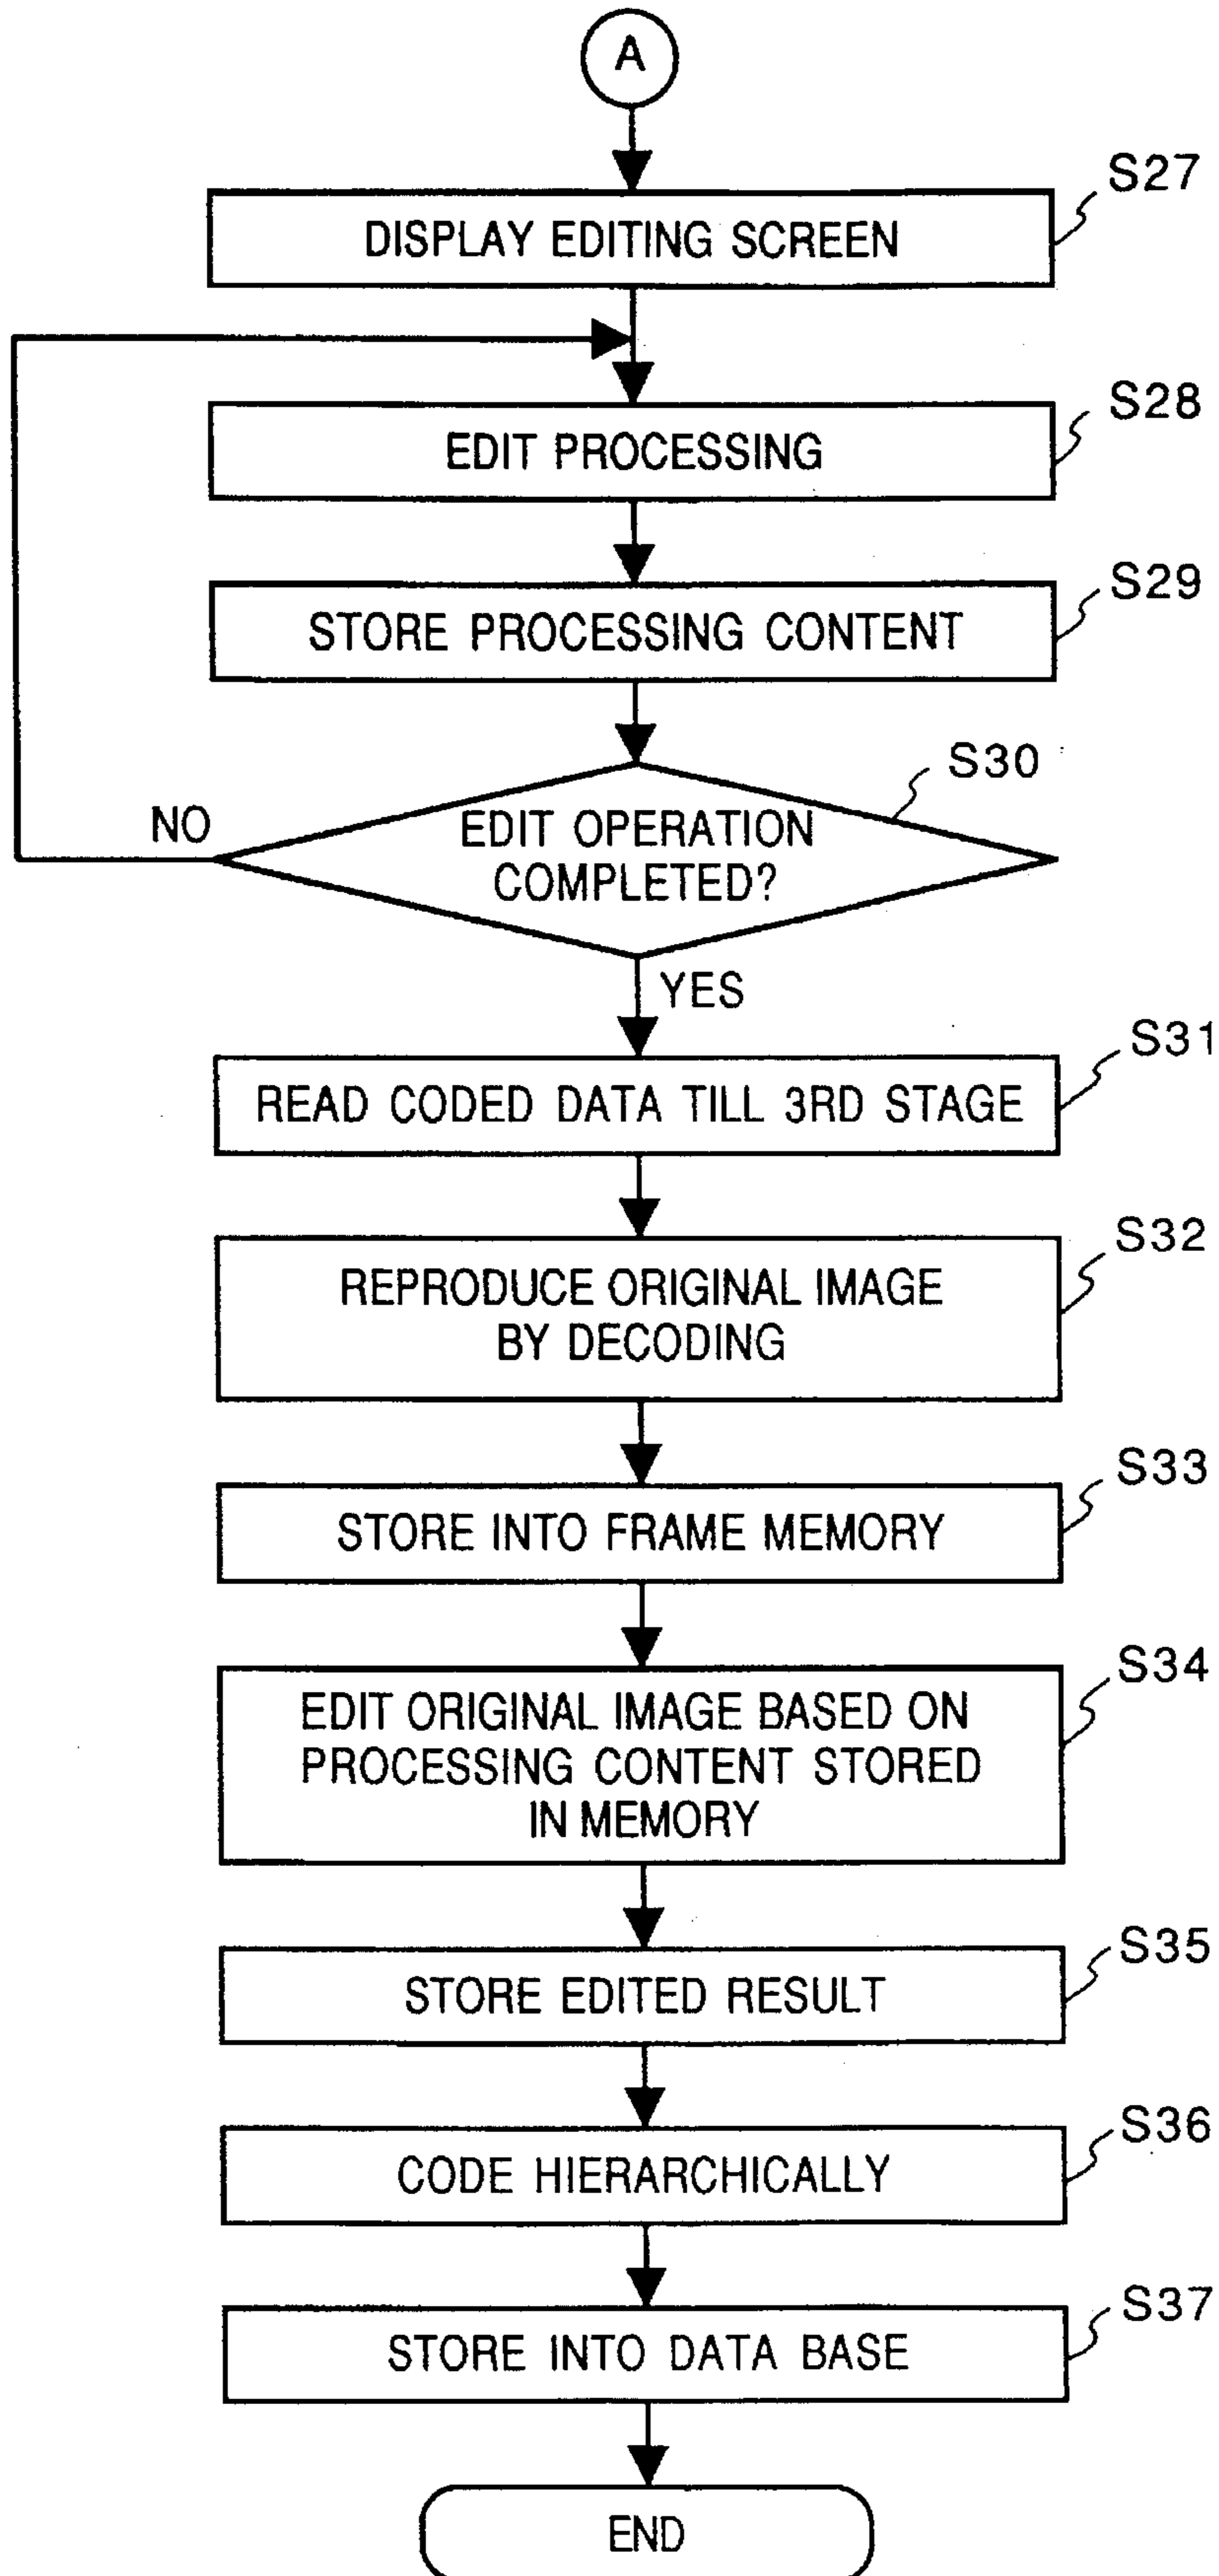 A
S27
DISPLAY EDITING SCREEN
S28
EDIT PROCESSING
S29
STORE PROCESSING CONTENT
S30
NO
EDIT OPERATION
COMPLETED?
YES
S31
READ CODED DATA TILL 3RD STAGE
S32
REPRODUCE ORIGINAL IMAGE
BY DECODING
S33
STORE INTO FRAME MEMORY
S34
EDIT ORIGINAL IMAGE BASED ON
PROCESSING CONTENT STORED
IN MEMORY
S35
STORE EDITED RESULT
S36
CODE HIERARCHICALLY
S37
STORE INTO DATA BASE
END